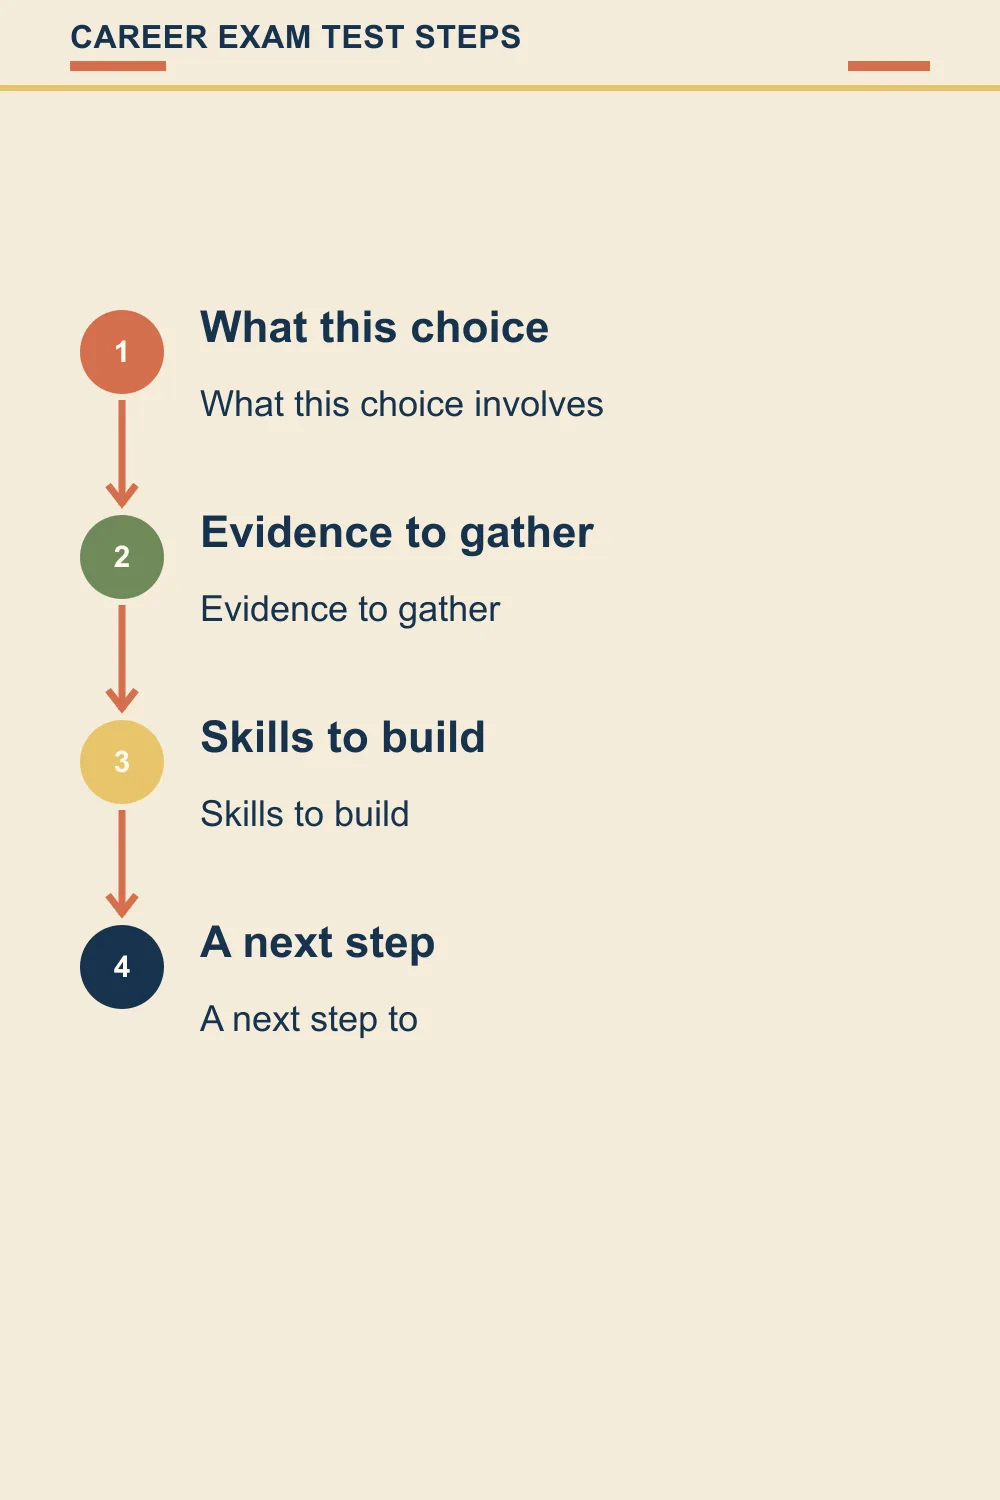 CAREER EXAM TEST STEPS
1
What this choice
What this choice involves
2
Evidence to gather
Evidence to gather
3
Skills to build
Skills to build
4
A next step
A next step to